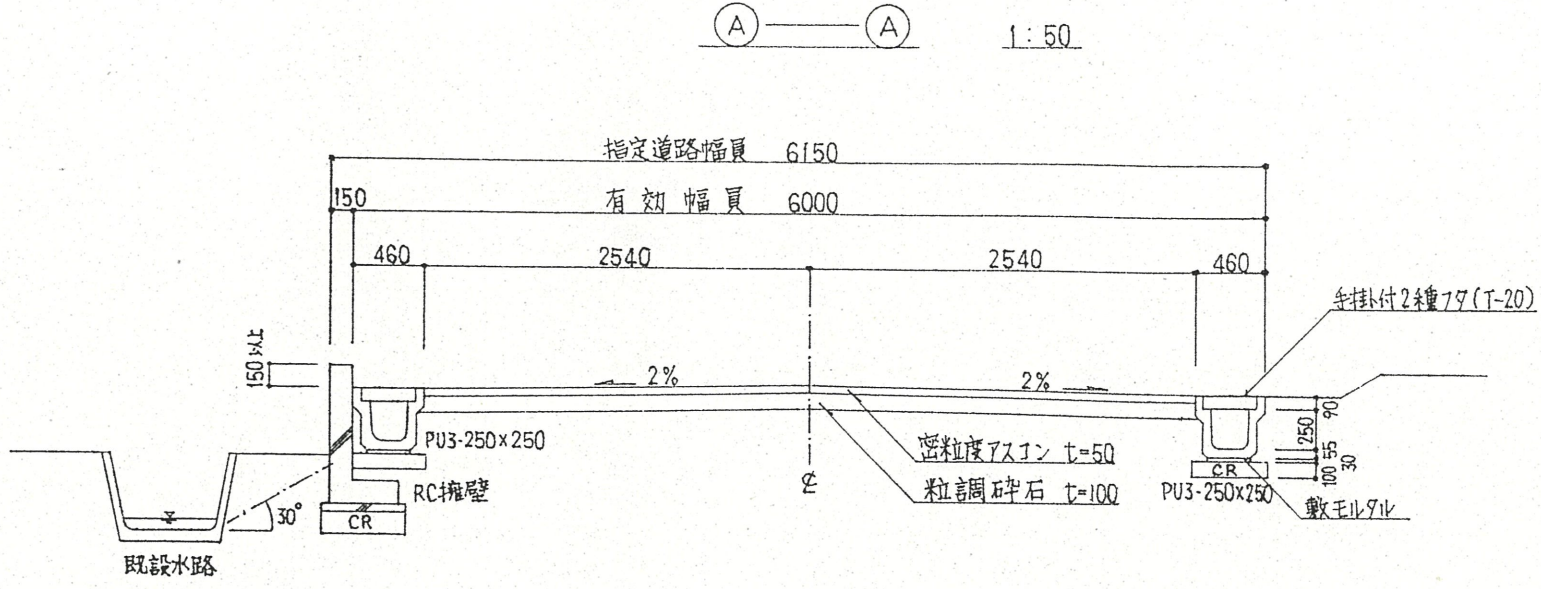 A A 1:50
指定道路幅員 6150
150 有効幅員 6000
460 2540 2540 460
手掛付2種フタ(T-20)
150以上
2% 2%
90
250
55
30
100
PU3-250×250
密粒度アスコン t=50
粒調砕石 t=100
RC擁壁
CR
PU3-250×250
敷モルタル
℄
30°
CR
既設水路